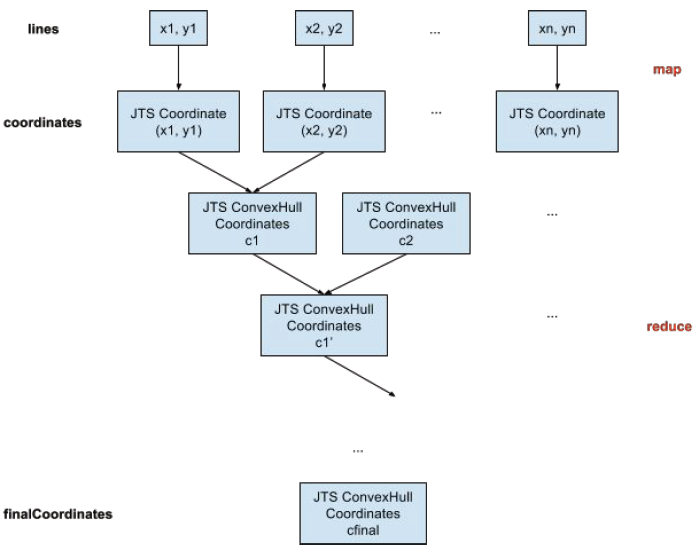 lines
x1, y1
x2, y2
...
xn, yn
map
coordinates
JTS Coordinate
(x1, y1)
JTS Coordinate
(x2, y2)
...
JTS Coordinate
(xn, yn)
JTS ConvexHull
Coordinates
c1
JTS ConvexHull
Coordinates
c2
...
JTS ConvexHull
Coordinates
c1'
...
reduce
...
finalCoordinates
JTS ConvexHull
Coordinates
cfinal